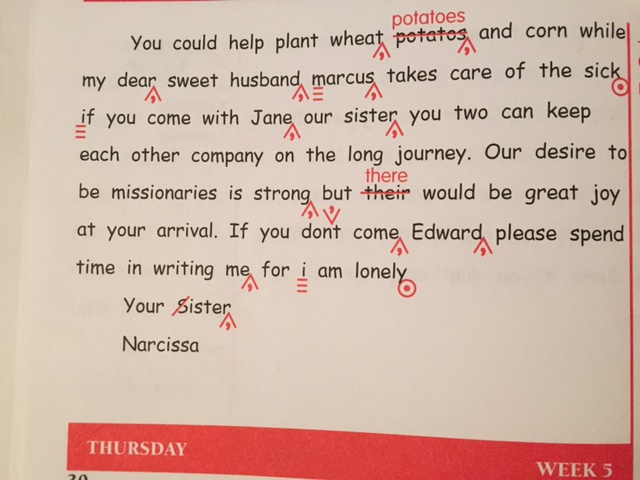 potatoes
You could help plant wheat, potatos, and corn while
my dear, sweet husband, marcus, takes care of the sick.
if you come with Jane, our sister, you two can keep
each other company on the long journey. Our desire to
there
be missionaries is strong, but their would be great joy
at your arrival. If you don't come, Edward, please spend
time in writing me, for i am lonely.
Your Sister,
Narcissa
THURSDAY
WEEK 5